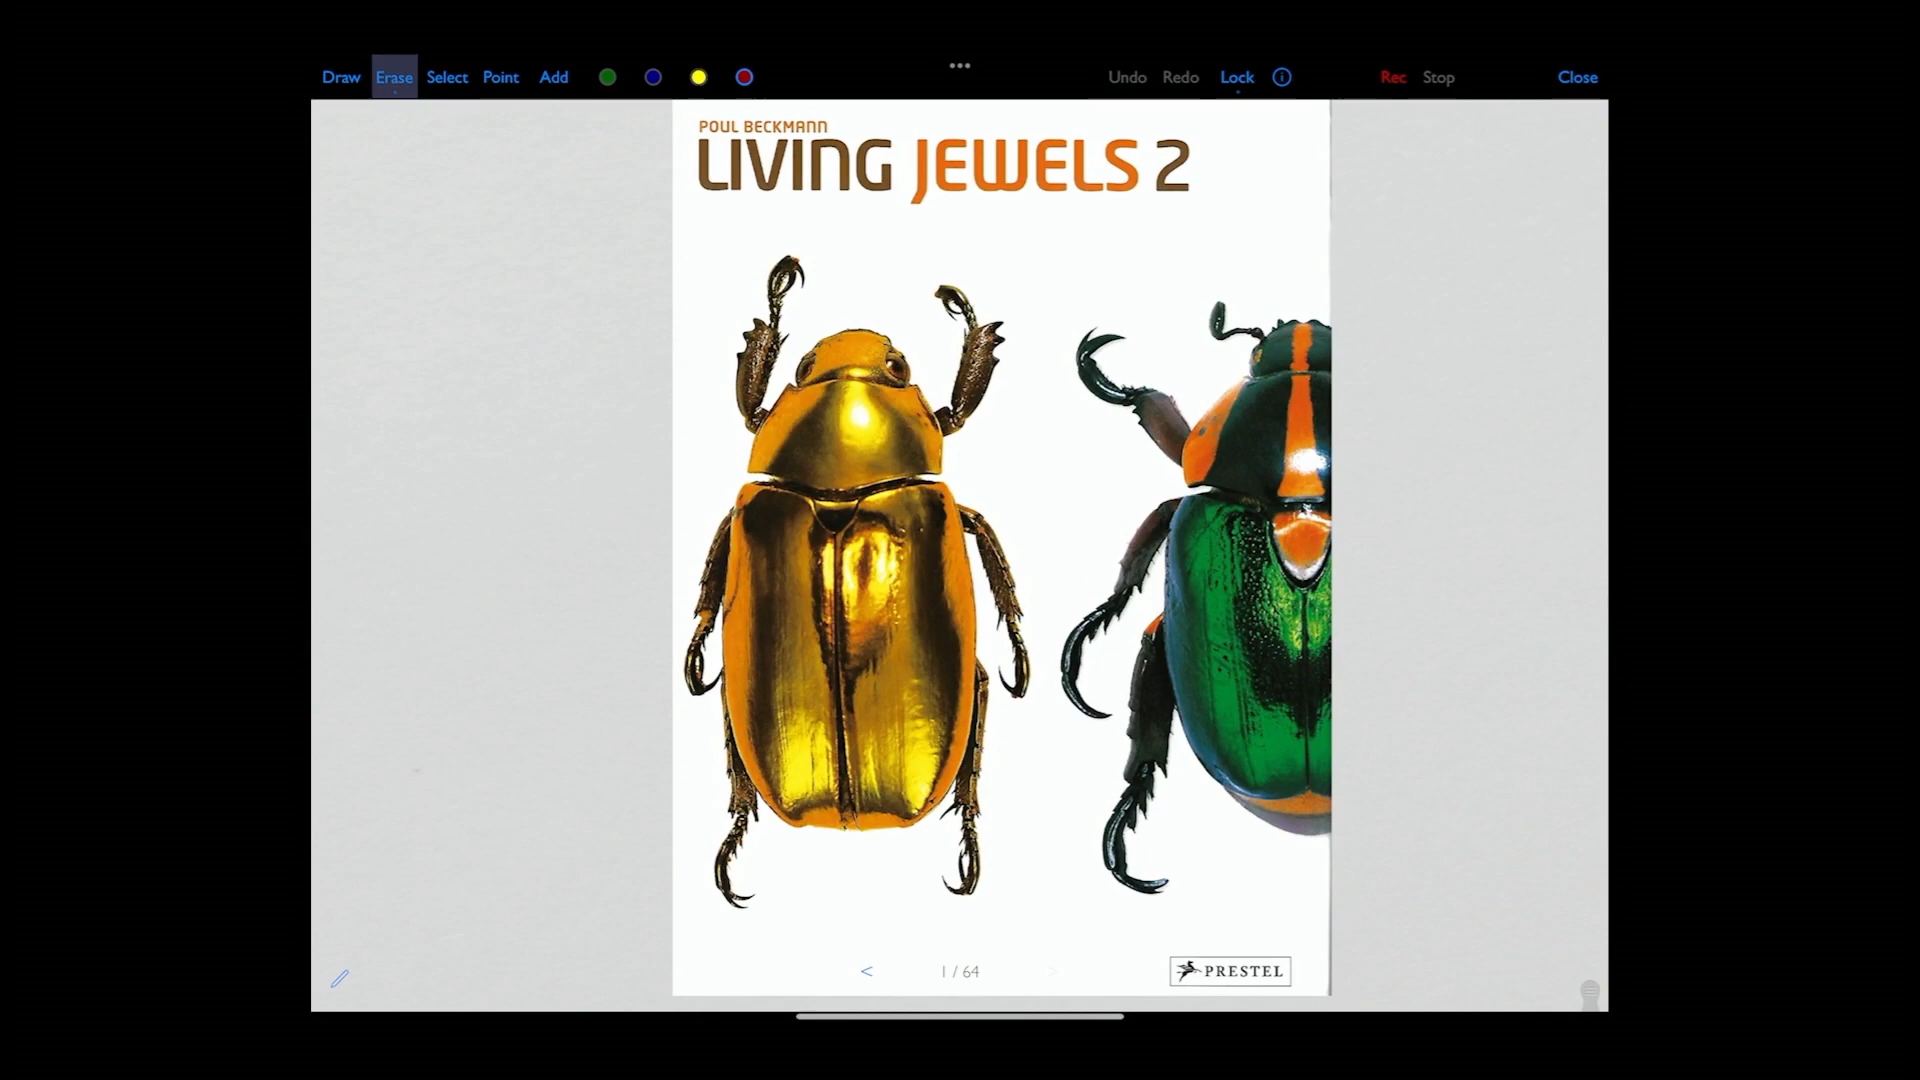 Draw Erase Select Point Add Undo Redo Lock Rec Stop Close
POUL BECKMANN
LIVING JEWELS 2
< 1 / 64 >
PRESTEL